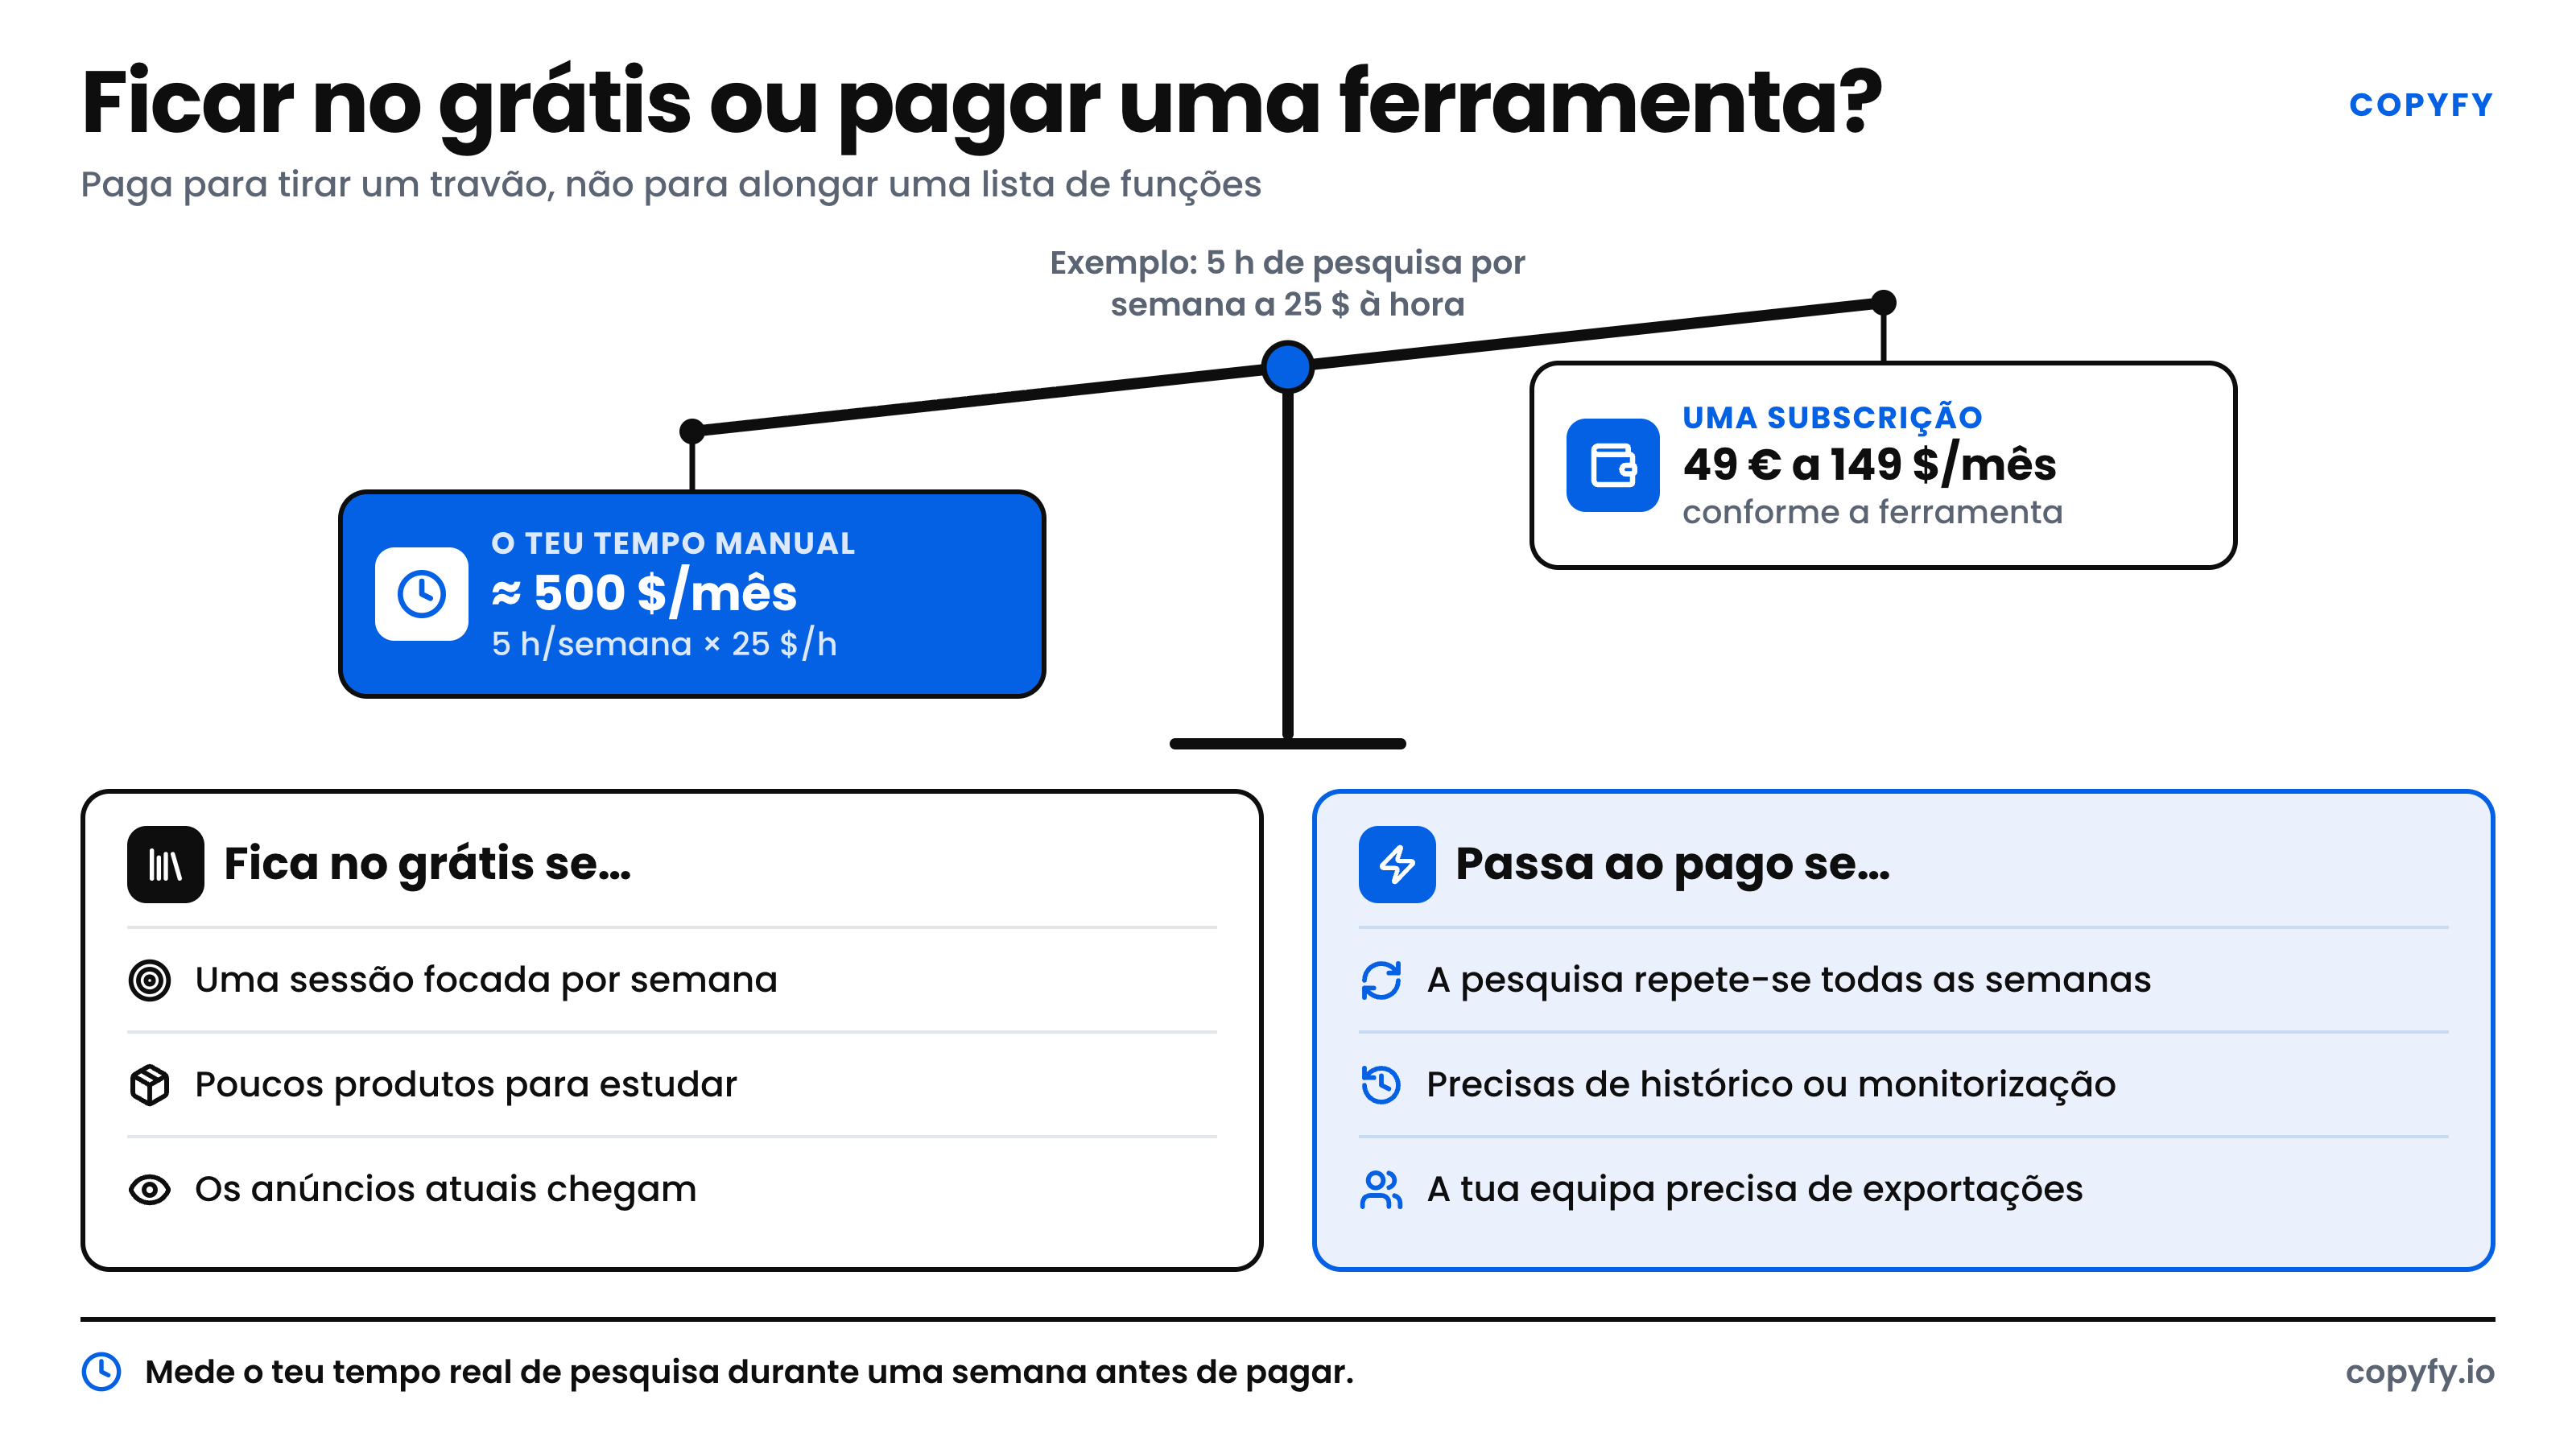 Ficar no grátis ou pagar uma ferramenta?
COPYFY
Paga para tirar um travão, não para alongar uma lista de funções
Exemplo: 5 h de pesquisa por
semana a 25 $ à hora
O TEU TEMPO MANUAL
≈ 500 $/mês
5 h/semana × 25 $/h
UMA SUBSCRIÇÃO
49 € a 149 $/mês
conforme a ferramenta
Fica no grátis se...
Uma sessão focada por semana
Poucos produtos para estudar
Os anúncios atuais chegam
Passa ao pago se...
A pesquisa repete-se todas as semanas
Precisas de histórico ou monitorização
A tua equipa precisa de exportações
Mede o teu tempo real de pesquisa durante uma semana antes de pagar.
copyfy.io